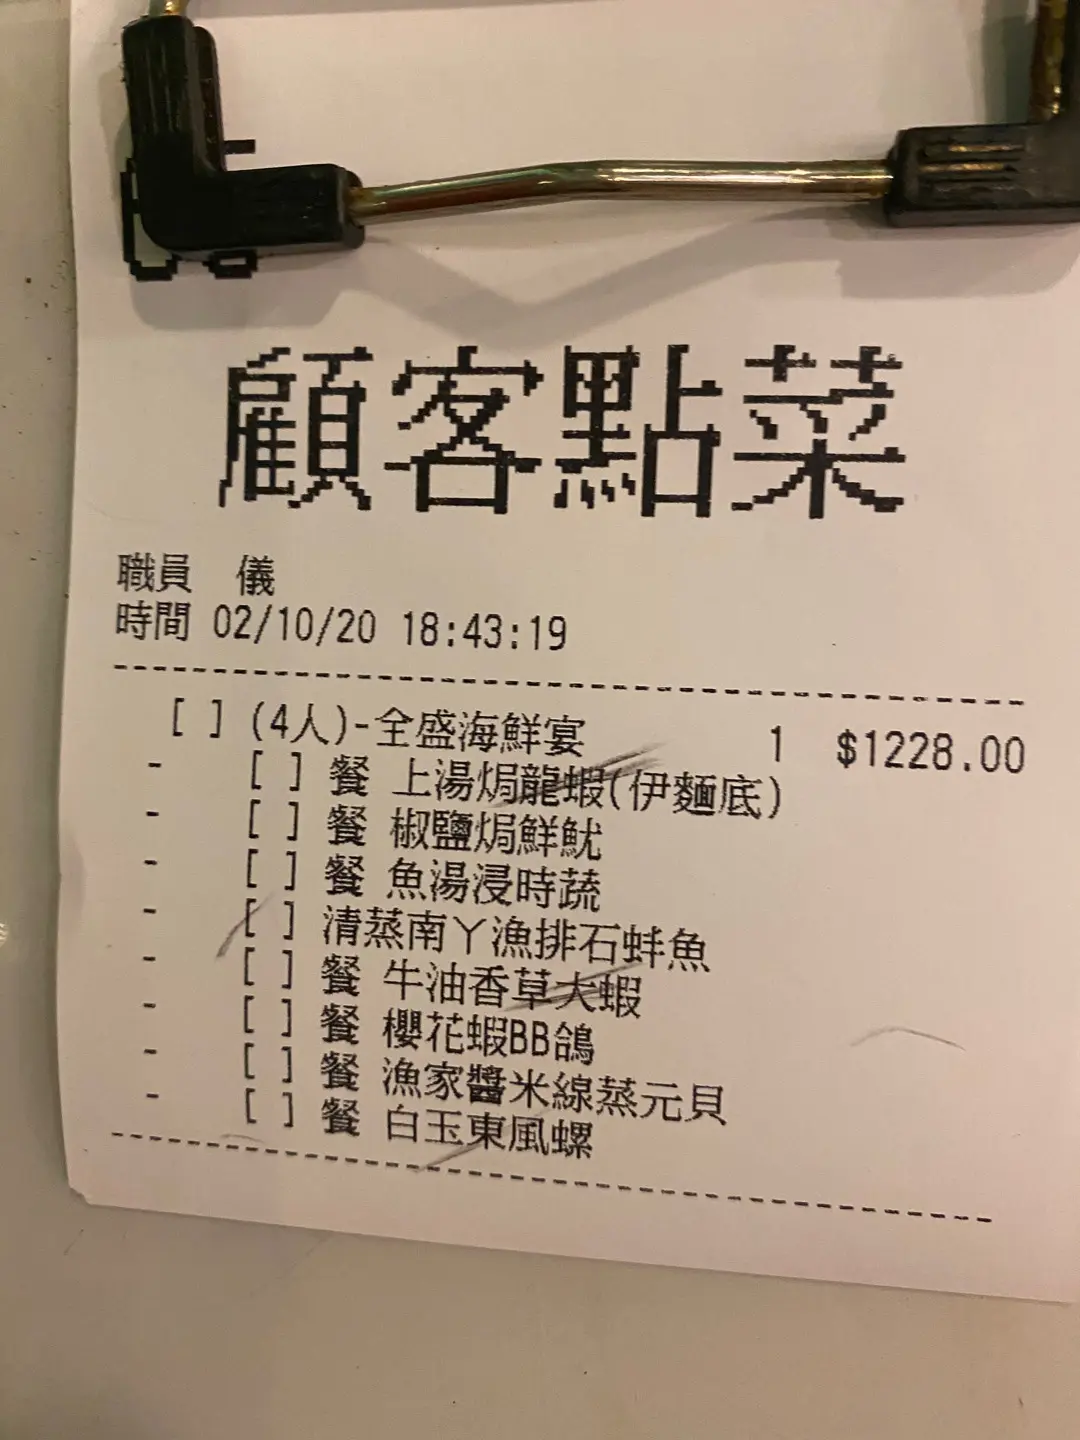 顧客點菜
職員 儀
時間 02/10/20 18:43:19
[ ] (4人)-全盛海鮮宴 1 $1228.00
- [ ] 餐 上湯焗龍蝦(伊麵底)
- [ ] 餐 椒鹽焗鮮魷
- [ ] 餐 魚湯浸時蔬
- [ ] 清蒸南丫漁排石蚌魚
- [ ] 餐 牛油香草大蝦
- [ ] 餐 櫻花蝦BB鴿
- [ ] 餐 漁家醬米線蒸元貝
- [ ] 餐 白玉東風螺